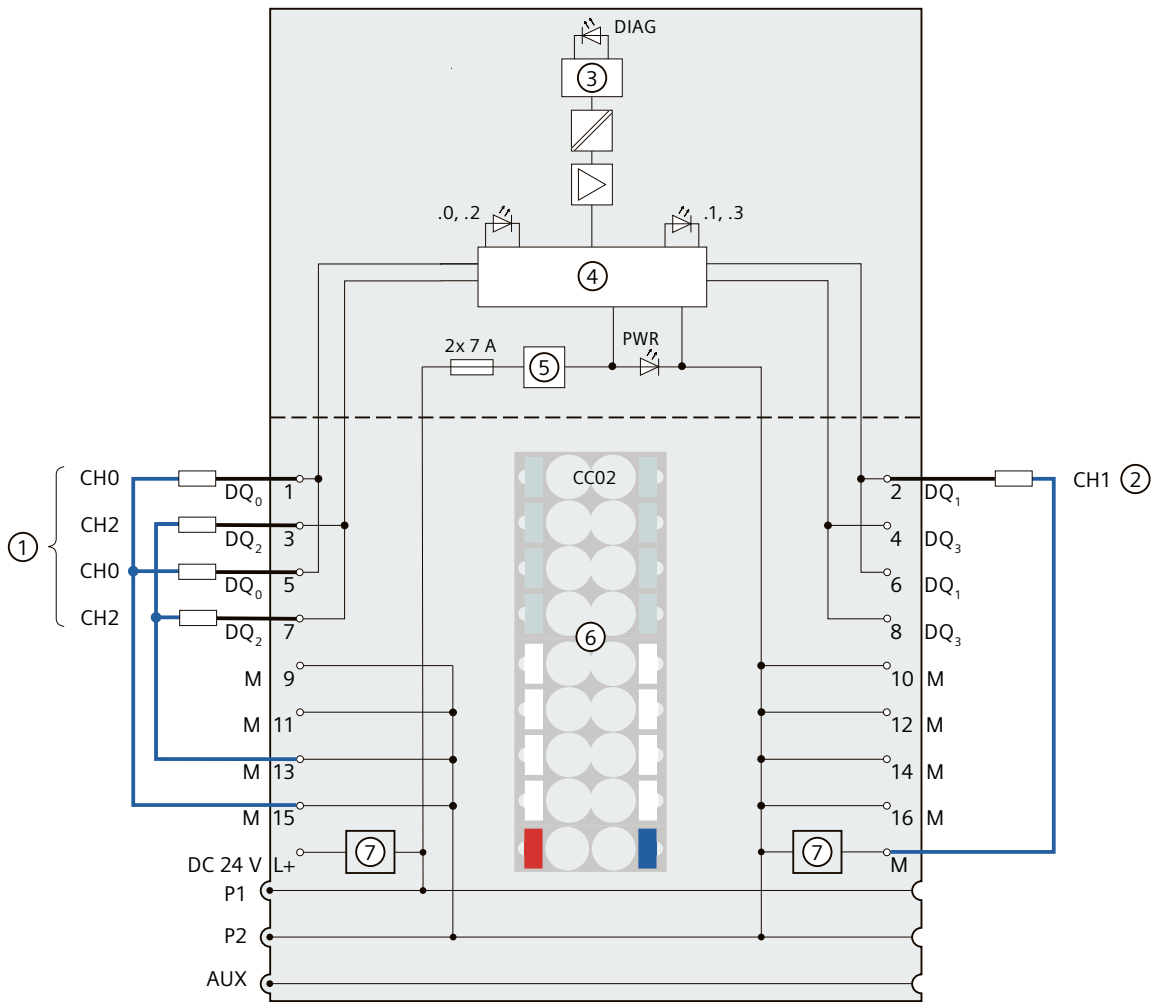 DIAG
③
.0, .2
.1, .3
④
2x 7 A
PWR
⑤
CH0
DQ0
1
CC02
2
DQ1
CH1 ②
CH2
DQ2
3
4
DQ3
①
CH0
DQ0
5
6
DQ1
CH2
DQ2
7
⑥
8
DQ3
M 9
10 M
M 11
12 M
M 13
14 M
M 15
16 M
DC 24 V L+
⑦
⑦
M
P1
P2
AUX